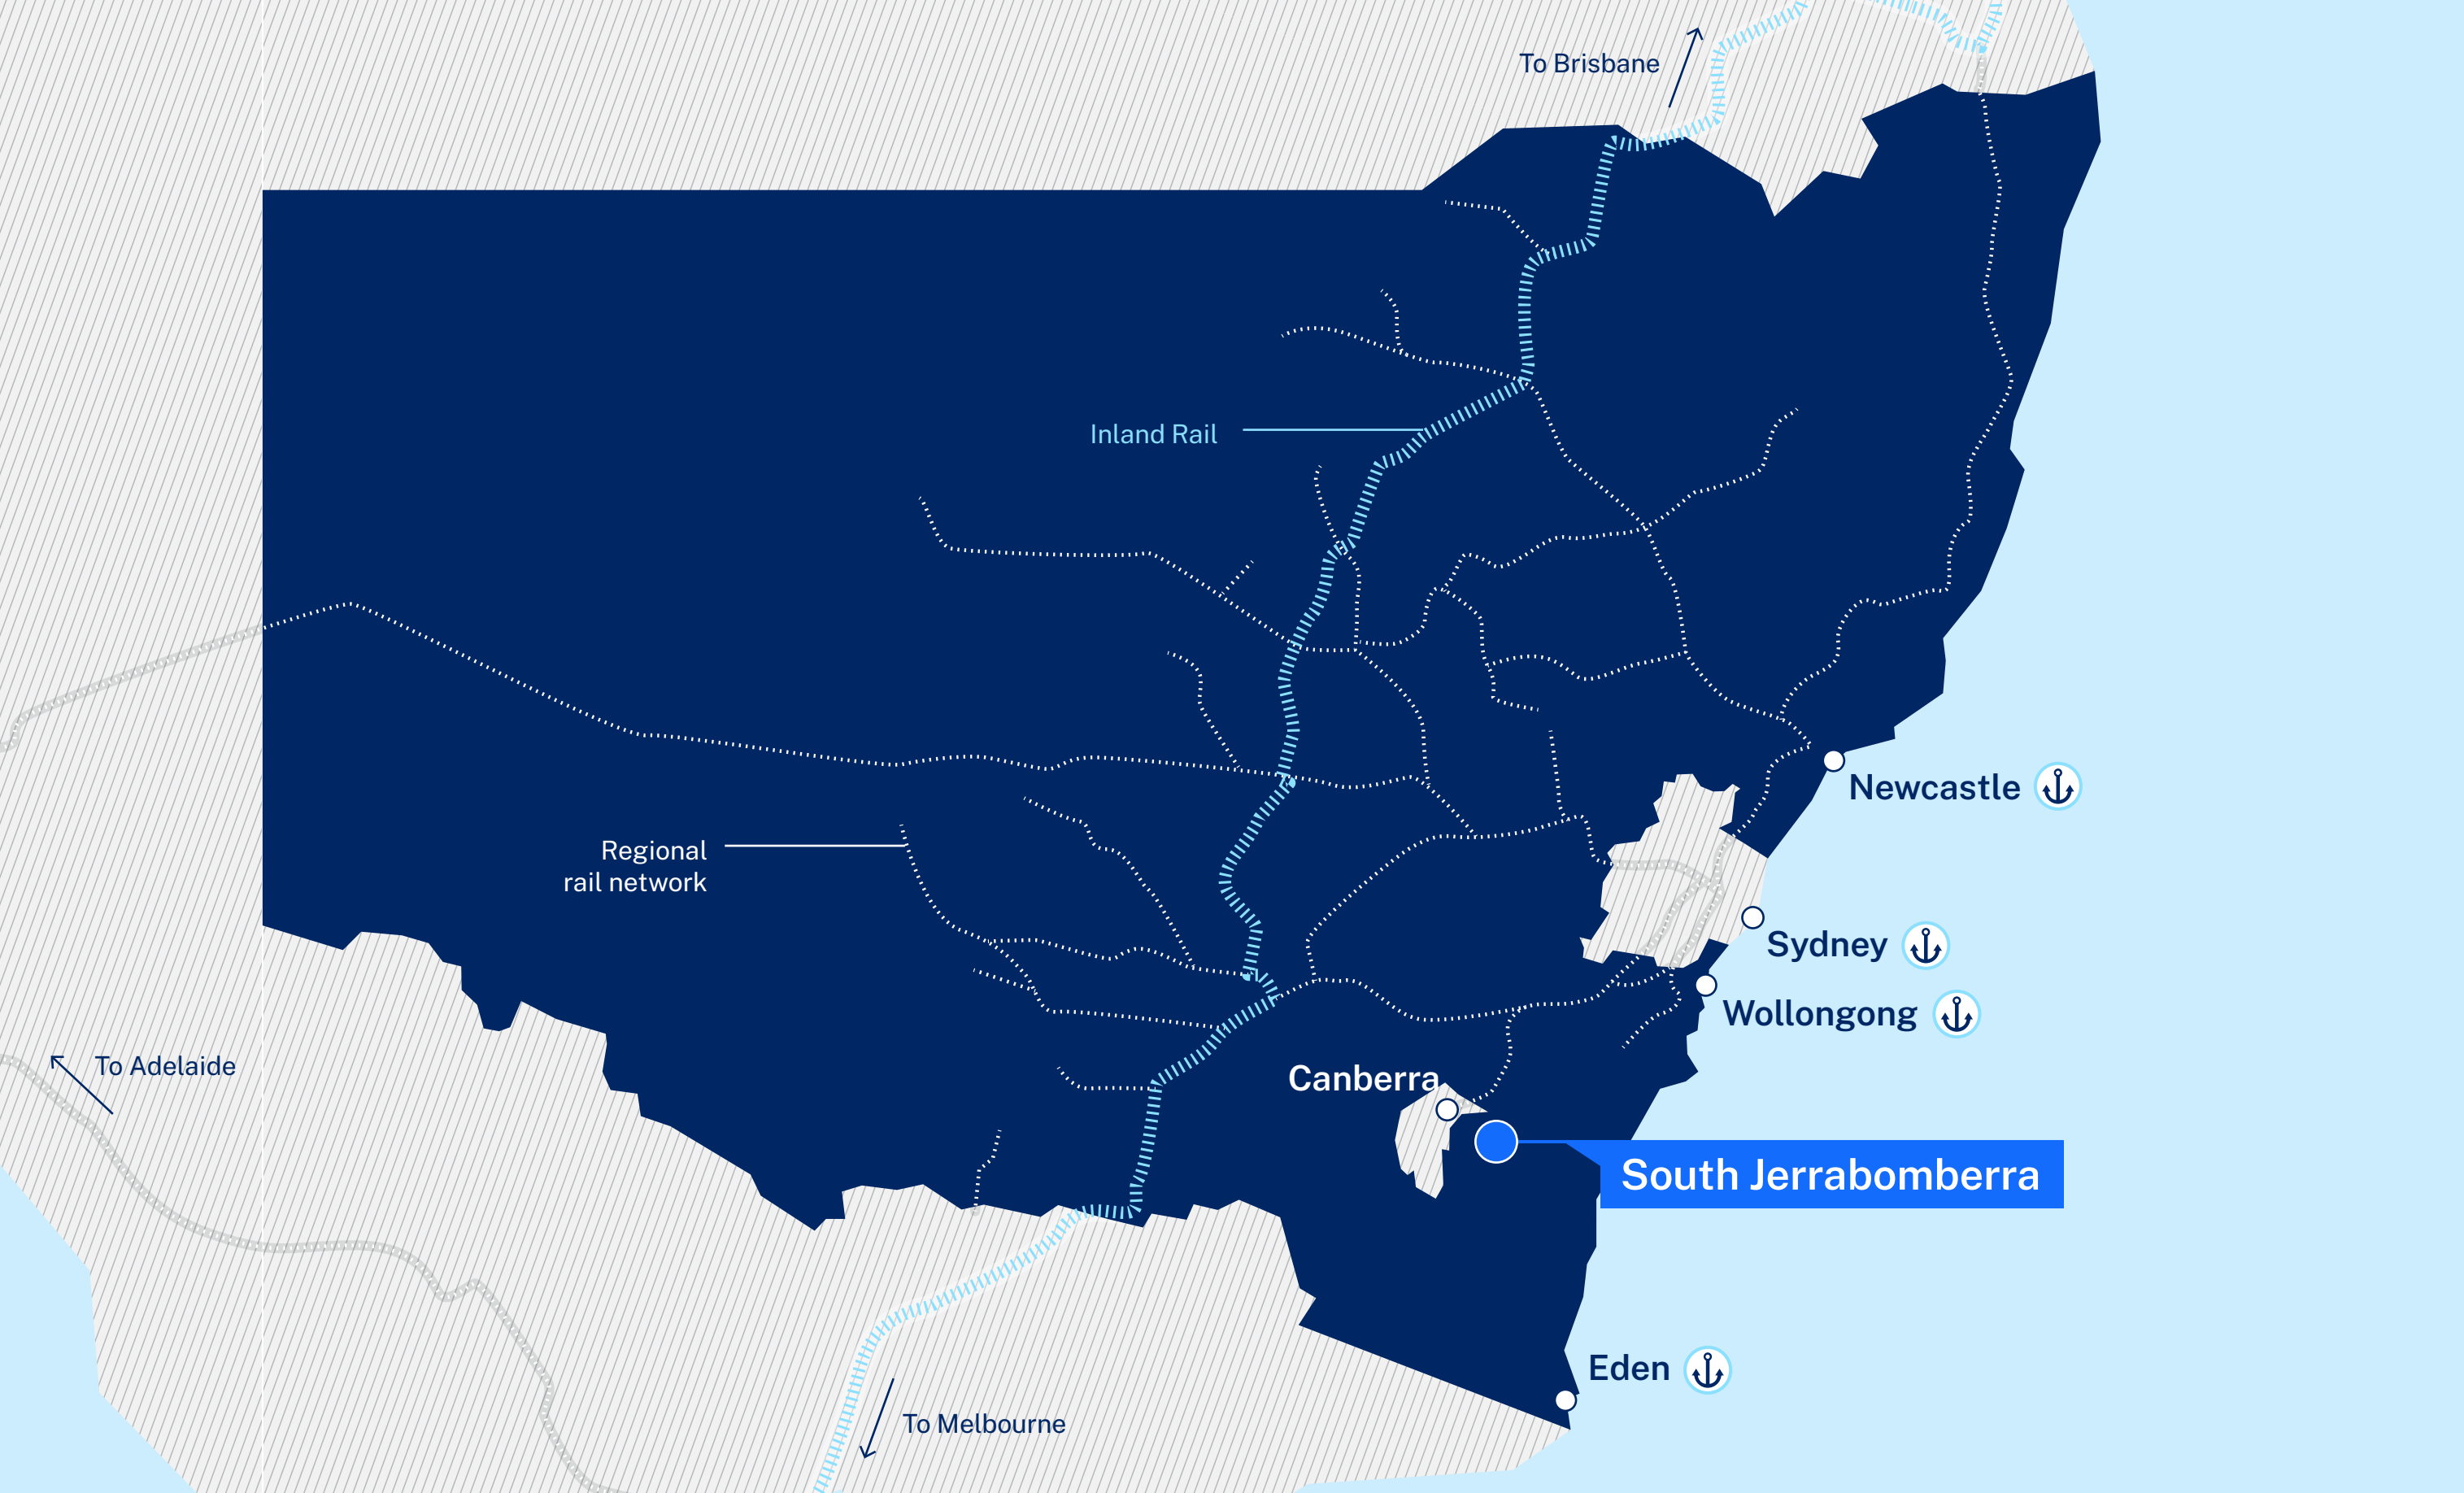 To Brisbane
Inland Rail
Newcastle
Regional
rail network
Sydney
Wollongong
To Adelaide
Canberra
South Jerrabomberra
Eden
To Melbourne